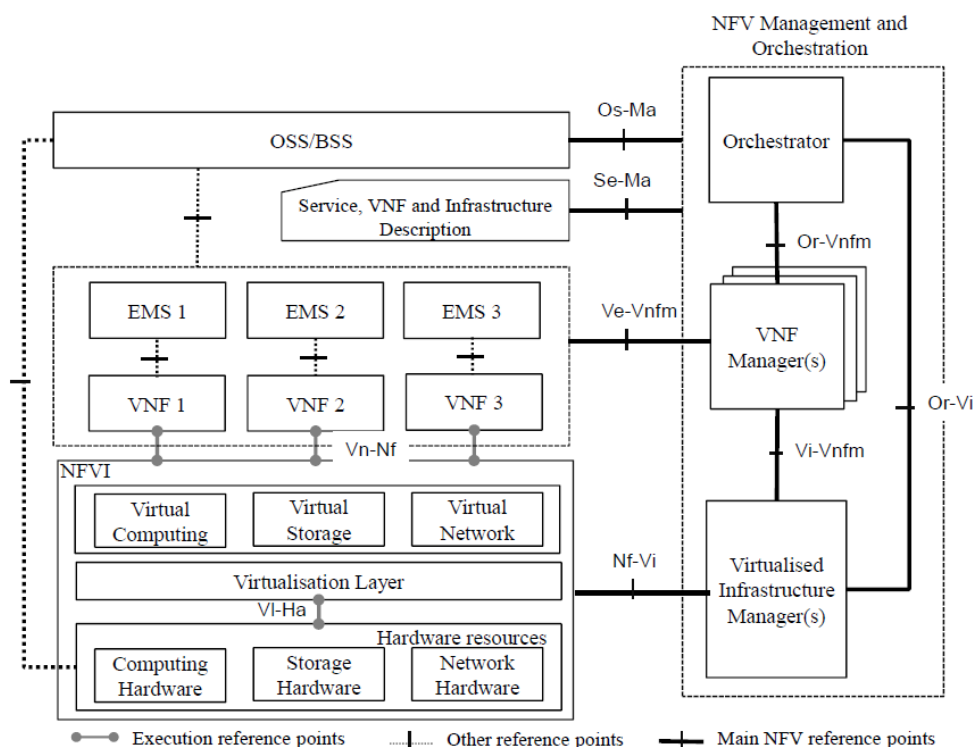 NFV Management and
Orchestration
Os-Ma
OSS/BSS
Orchestrator
Se-Ma
Service, VNF and Infrastructure
Description
Or-Vnfm
EMS 1
EMS 2
EMS 3
Ve-Vnfm
VNF
Manager(s)
VNF 1
VNF 2
VNF 3
Or-Vi
Vn-Nf
Vi-Vnfm
NFVI
Virtual
Computing
Virtual
Storage
Virtual
Network
Nf-Vi
Virtualisation Layer
Virtualised
Infrastructure
Manager(s)
VI-Ha
Hardware resources
Computing
Hardware
Storage
Hardware
Network
Hardware
Execution reference points
Other reference points
Main NFV reference points